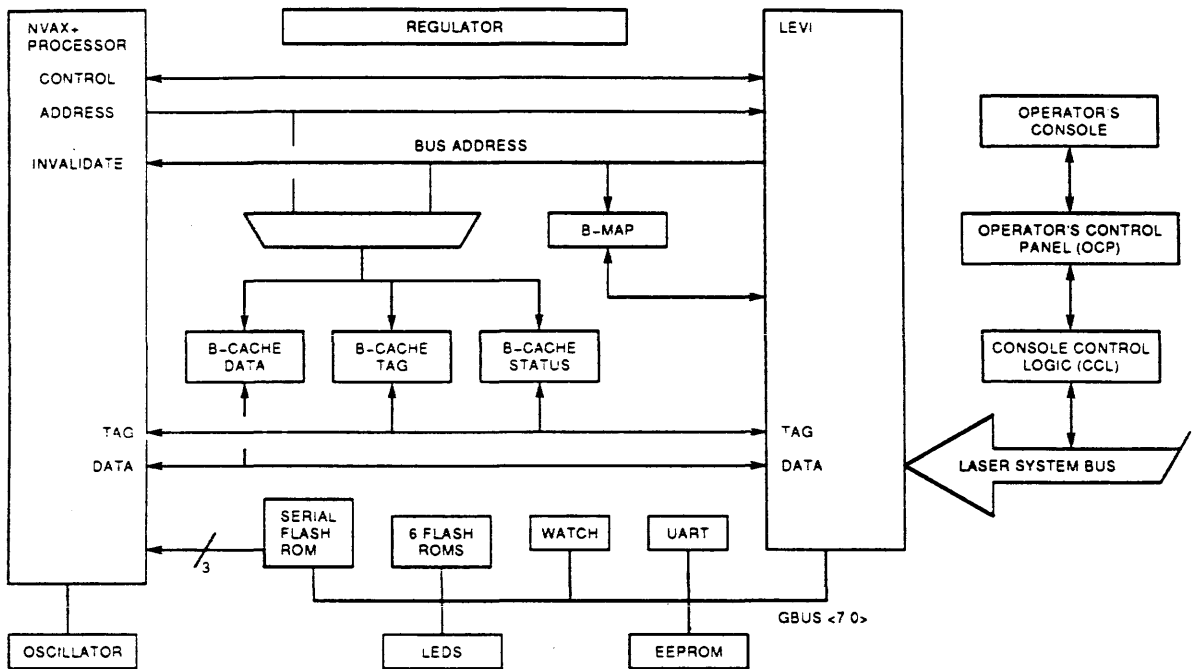 NVAX+
PROCESSOR
REGULATOR
LEVI
CONTROL
ADDRESS
BUS ADDRESS
INVALIDATE
OPERATOR'S
CONSOLE
B-MAP
OPERATOR'S CONTROL
PANEL (OCP)
B-CACHE
DATA
B-CACHE
TAG
B-CACHE
STATUS
CONSOLE CONTROL
LOGIC (CCL)
TAG
TAG
DATA
DATA
LASER SYSTEM BUS
SERIAL
FLASH
ROM
6 FLASH
ROMS
WATCH
UART
3
GBUS <7 0>
OSCILLATOR
LEDS
EEPROM